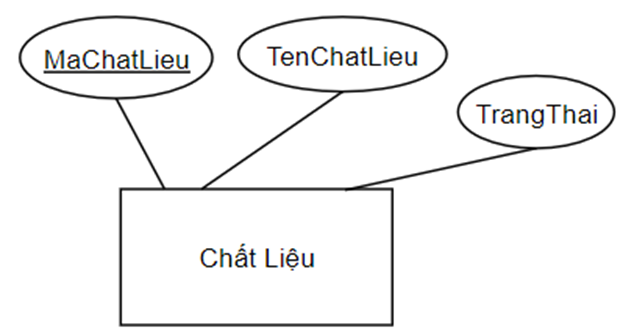 MaChatLieu
TenChatLieu
TrangThai
Chất Liệu